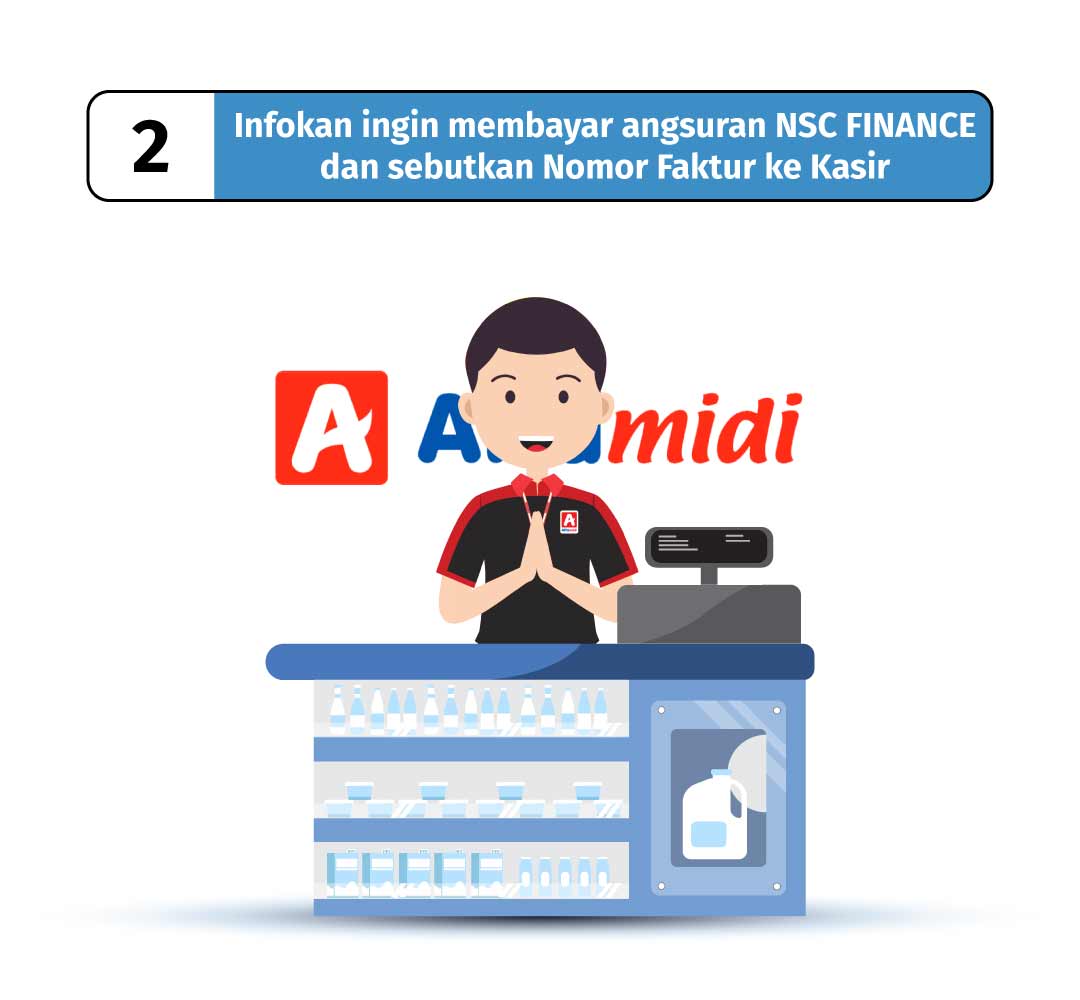 2
Infokan ingin membayar angsuran NSC FINANCE
dan sebutkan Nomor Faktur ke Kasir
A
midi
A